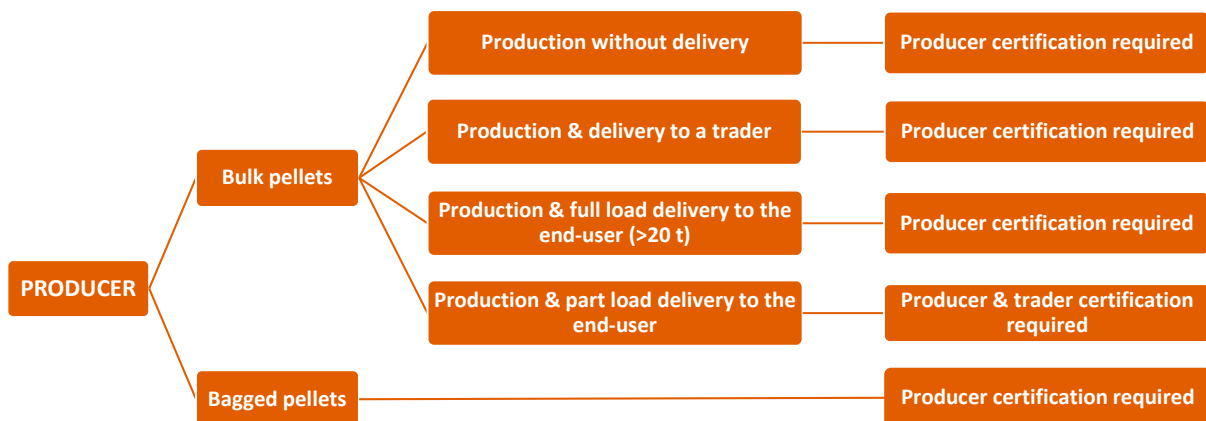 Production without delivery
Producer certification required
Production & delivery to a trader
Producer certification required
Bulk pellets
Production & full load delivery to the
end-user (>20 t)
Producer certification required
PRODUCER
Production & part load delivery to the
end-user
Producer & trader certification
required
Bagged pellets
Producer certification required